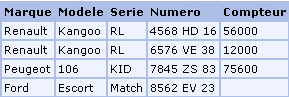 Marque Modele Serie Numero Compteur
Renault Kangoo RL 4568 HD 16 56000
Renault Kangoo RL 6576 VE 38 12000
Peugeot 106 KID 7845 ZS 83 75600
Ford Escort Match 8562 EV 23